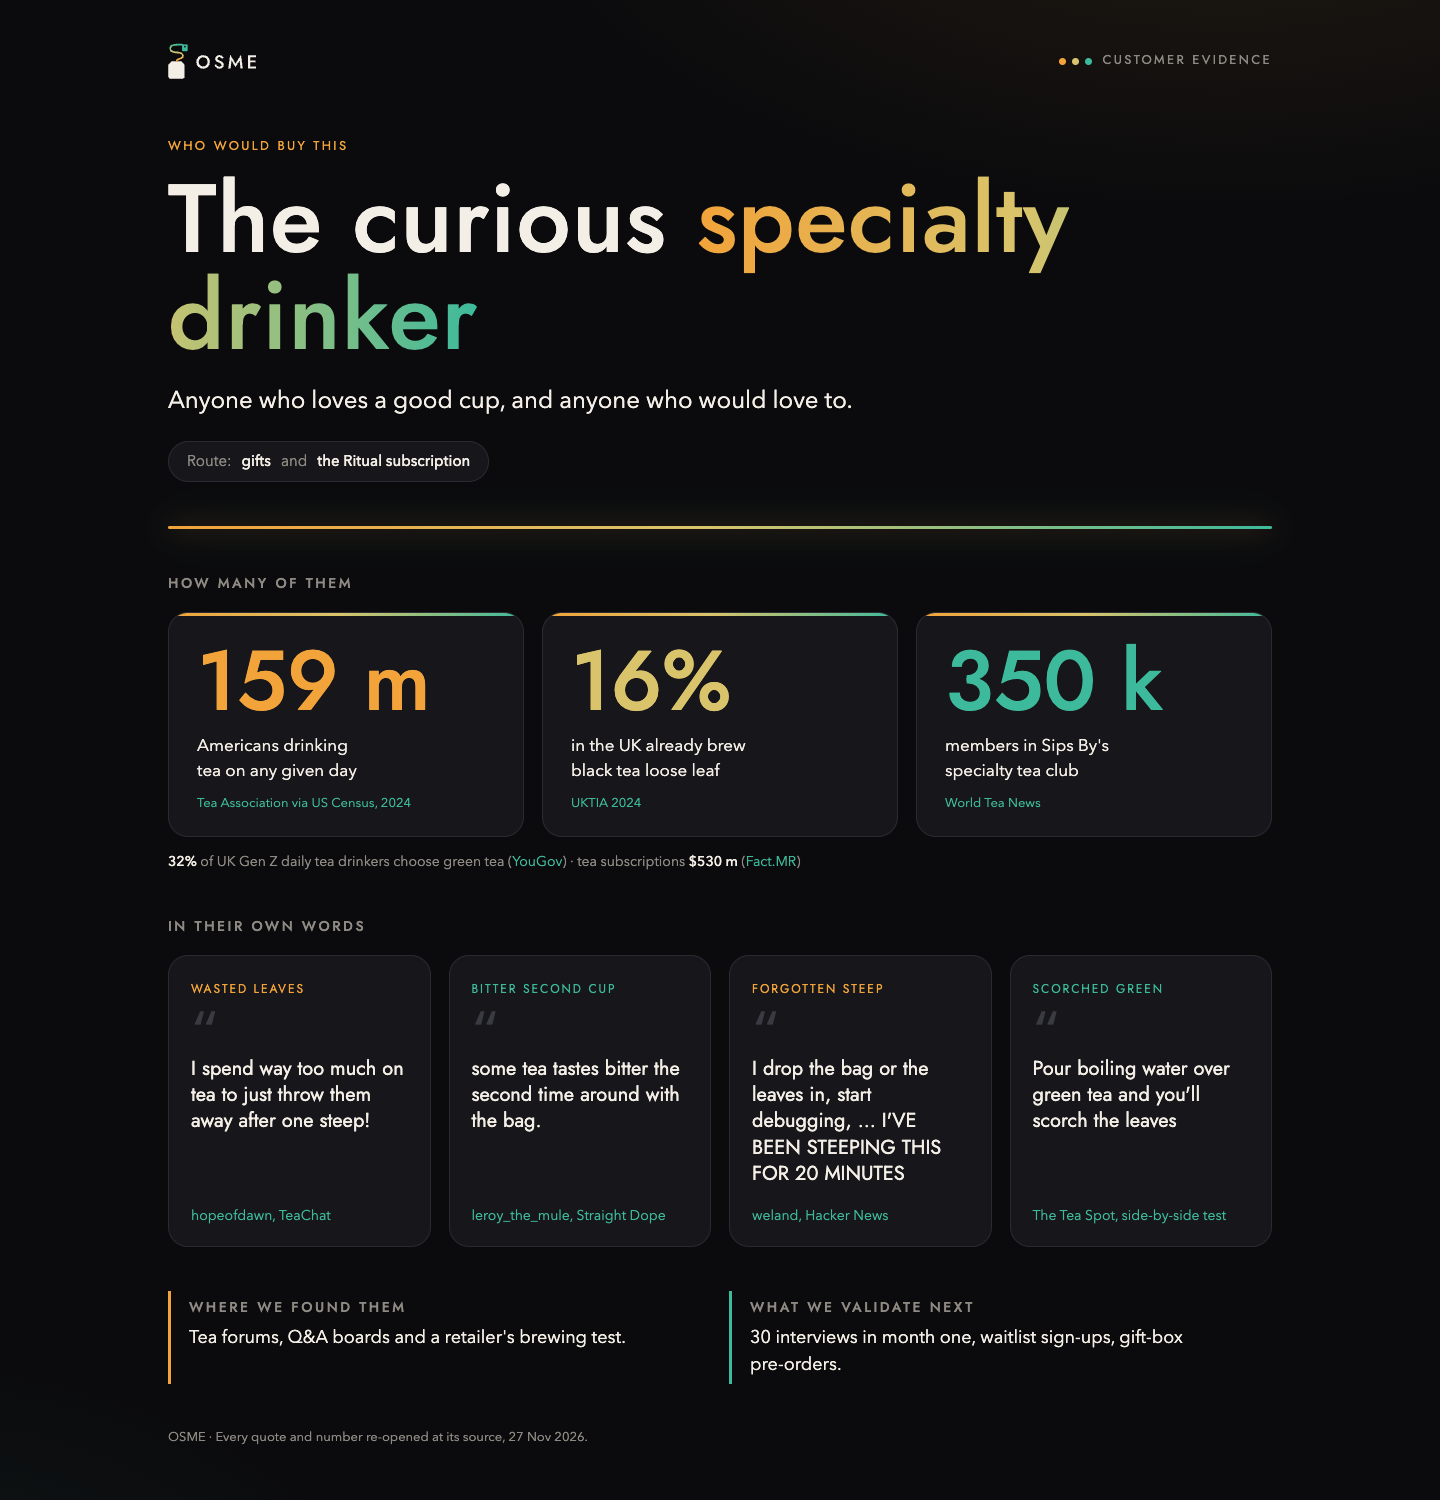 OSME
CUSTOMER EVIDENCE
WHO WOULD BUY THIS
The curious specialty
drinker
Anyone who loves a good cup, and anyone who would love to.
Route: gifts and the Ritual subscription
HOW MANY OF THEM
159 m
Americans drinking
tea on any given day
Tea Association via US Census, 2024
16%
in the UK already brew
black tea loose leaf
UKTIA 2024
350 k
members in Sips By's
specialty tea club
World Tea News
32% of UK Gen Z daily tea drinkers choose green tea (YouGov) · tea subscriptions $530 m (Fact.MR)
IN THEIR OWN WORDS
WASTED LEAVES
“
I spend way too much on
tea to just throw them
away after one steep!
hopeofdawn, TeaChat
BITTER SECOND CUP
“
some tea tastes bitter the
second time around with
the bag.
leroy_the_mule, Straight Dope
FORGOTTEN STEEP
“
I drop the bag or the
leaves in, start
debugging, ... I'VE
BEEN STEEPING THIS
FOR 20 MINUTES
weland, Hacker News
SCORCHED GREEN
“
Pour boiling water over
green tea and you'll
scorch the leaves
The Tea Spot, side-by-side test
WHERE WE FOUND THEM
Tea forums, Q&A boards and a retailer's brewing test.
WHAT WE VALIDATE NEXT
30 interviews in month one, waitlist sign-ups, gift-box
pre-orders.
OSME · Every quote and number re-opened at its source, 27 Nov 2026.